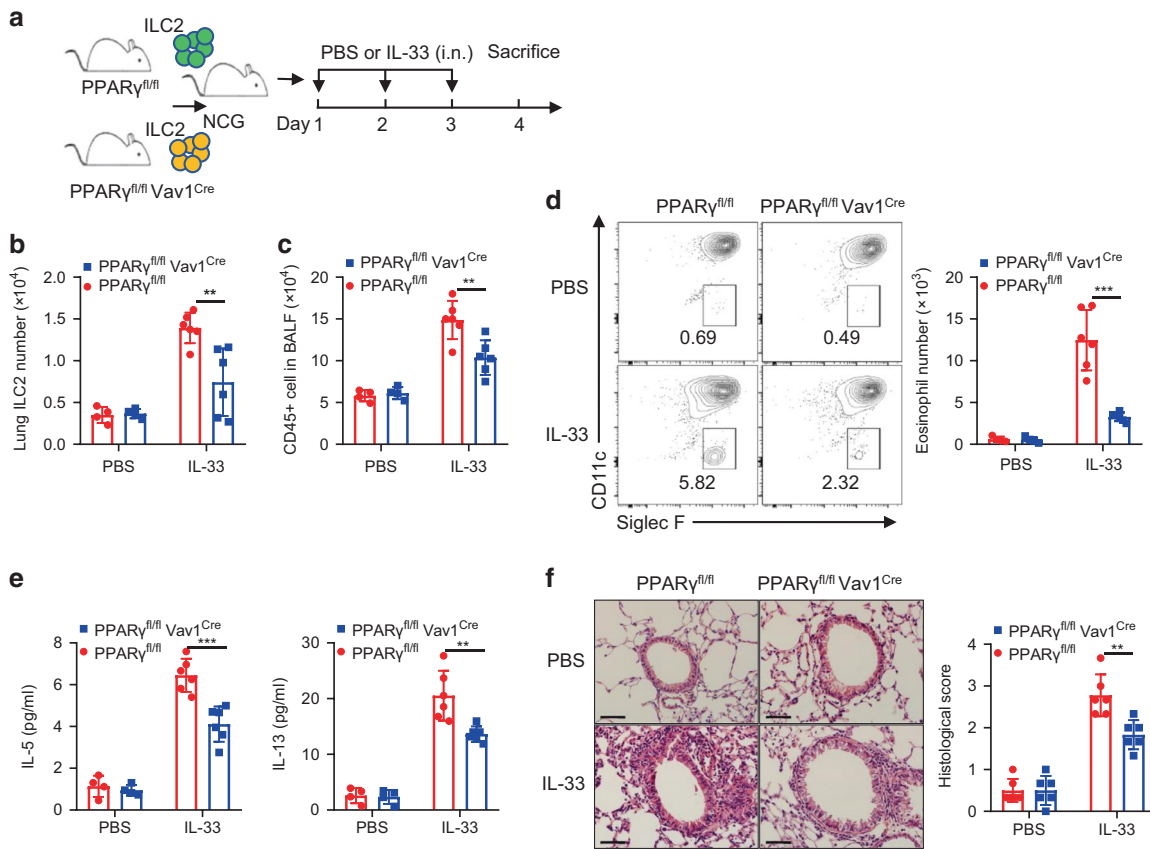 a
ILC2
PPARγfl/fl
ILC2
NCG
PPARγfl/fl Vav1Cre
PBS or IL-33 (i.n.)
Sacrifice
Day 1 2 3 4
b
PPARγfl/fl Vav1Cre
PPARγfl/fl
Lung ILC2 number (×10⁴)
2.0
1.5
1.0
0.5
0.0
**
PBS IL-33
c
PPARγfl/fl Vav1Cre
PPARγfl/fl
CD45+ cell in BALF (×10⁴)
20
15
10
5
0
**
PBS IL-33
d
PPARγfl/fl PPARγfl/fl Vav1Cre
PBS
0.69 0.49
IL-33
5.82 2.32
CD11c
Siglec F
PPARγfl/fl Vav1Cre
PPARγfl/fl
Eosinophil number (×10³)
20
15
10
5
0
***
PBS IL-33
e
PPARγfl/fl Vav1Cre
PPARγfl/fl
IL-5 (pg/ml)
8
6
4
2
0
***
PBS IL-33
PPARγfl/fl Vav1Cre
PPARγfl/fl
IL-13 (pg/ml)
30
20
10
0
**
PBS IL-33
f
PPARγfl/fl PPARγfl/fl Vav1Cre
PBS
IL-33
PPARγfl/fl Vav1Cre
PPARγfl/fl
Histological score
4
3
2
1
0
**
PBS IL-33